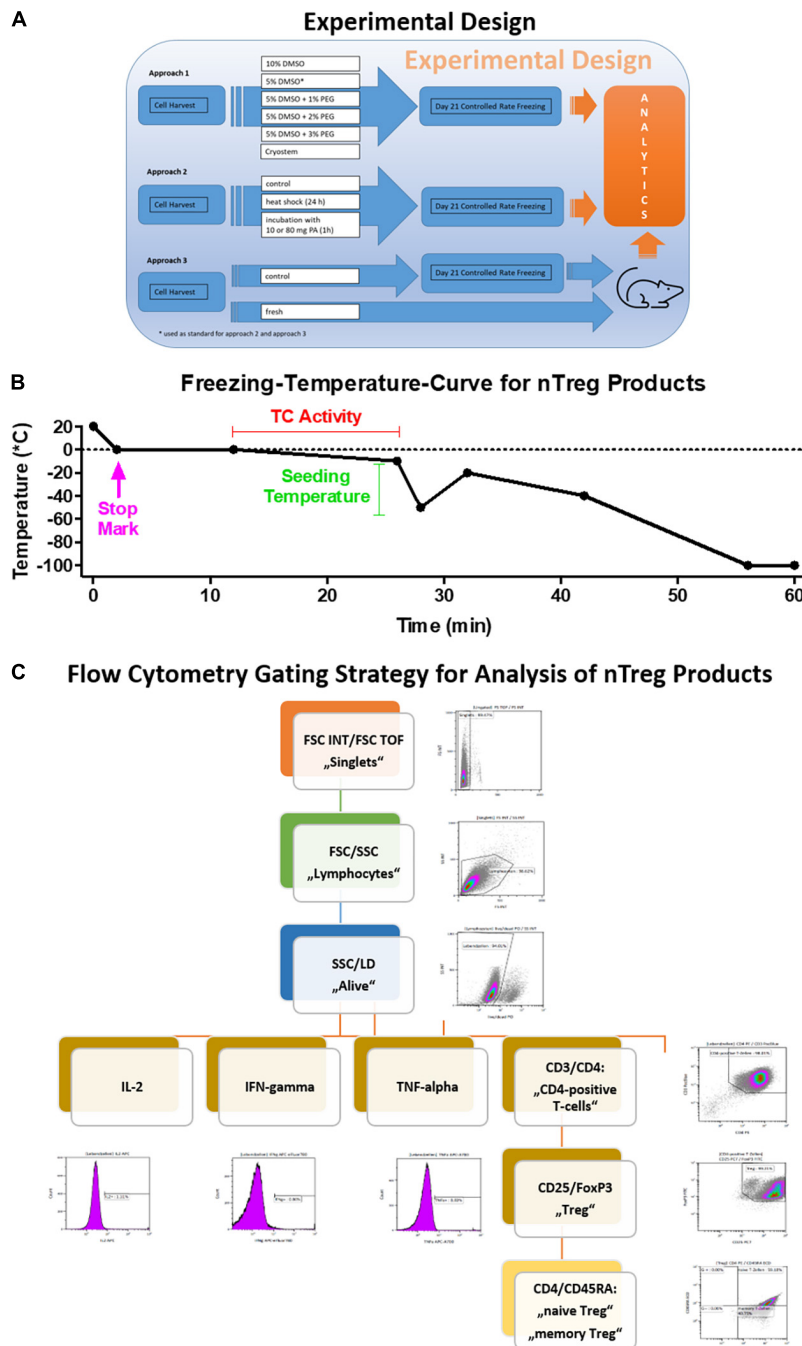 A
Experimental Design
Experimental Design
Approach 1
Cell Harvest
10% DMSO
5% DMSO*
5% DMSO + 1% PEG
5% DMSO + 2% PEG
5% DMSO + 3% PEG
Cryostem
Day 21 Controlled Rate Freezing
ANALYTICS
Approach 2
Cell Harvest
control
heat shock (24 h)
Incubation with
10 or 80 mg PA (1h)
Day 21 Controlled Rate Freezing
Approach 3
Cell Harvest
control
Day 21 Controlled Rate Freezing
fresh
* used as standard for approach 2 and approach 3
B
Freezing-Temperature-Curve for nTreg Products
Temperature (*C)
20
0
-20
-40
-60
-80
-100
TC Activity
Seeding
Temperature
Stop
Mark
0
10
20
30
40
50
60
Time (min)
C
Flow Cytometry Gating Strategy for Analysis of nTreg Products
FSC INT/FSC TOF
„Singlets“
FSC/SSC
„Lymphocytes“
SSC/LD
„Alive“
IL-2
IFN-gamma
TNF-alpha
CD3/CD4:
„CD4-positive
T-cells“
CD25/FoxP3
„Treg“
CD4/CD45RA:
„naive Treg“
„memory Treg“